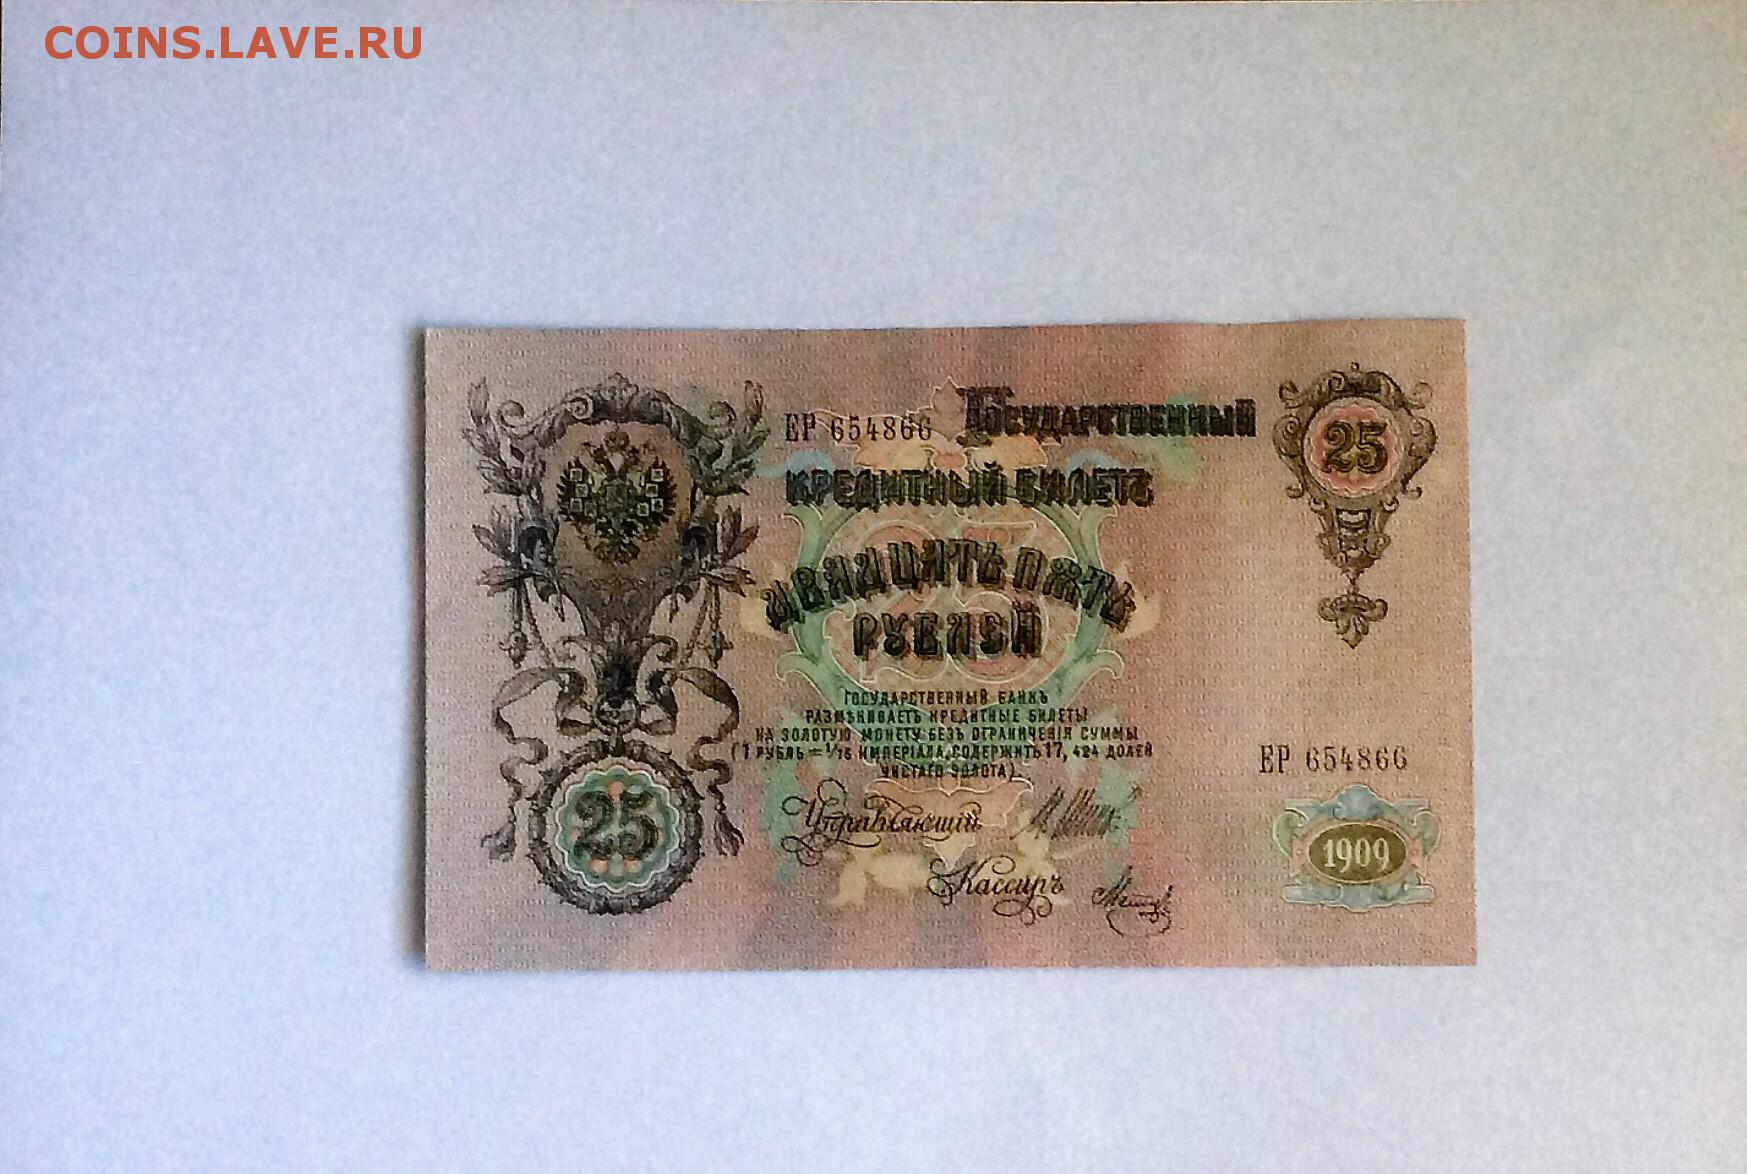 COINS.LAVE.RU
ЕР 654866
ГОСУДАРСТВЕННЫЙ
КРЕДИТНЫЙ БИЛЕТЪ
25
ДВАДЦАТЬ ПЯТЬ
РУБЛЕЙ
25
ГОСУДАРСТВЕННЫЙ БАНКЪ
РАЗМѢНИВАЕТЪ КРЕДИТНЫЕ БИЛЕТЫ
НА ЗОЛОТУЮ МОНЕТУ БЕЗЪ ОГРАНИЧЕНІЯ СУММЫ
(1 РУБЛЬ = 1/15 ИМПЕРІАЛА, СОДЕРЖИТЪ 17, 424 ДОЛЕЙ
ЧИСТАГО ЗОЛОТА)
ЕР 654866
25
Управляющій
Кассиръ
1909